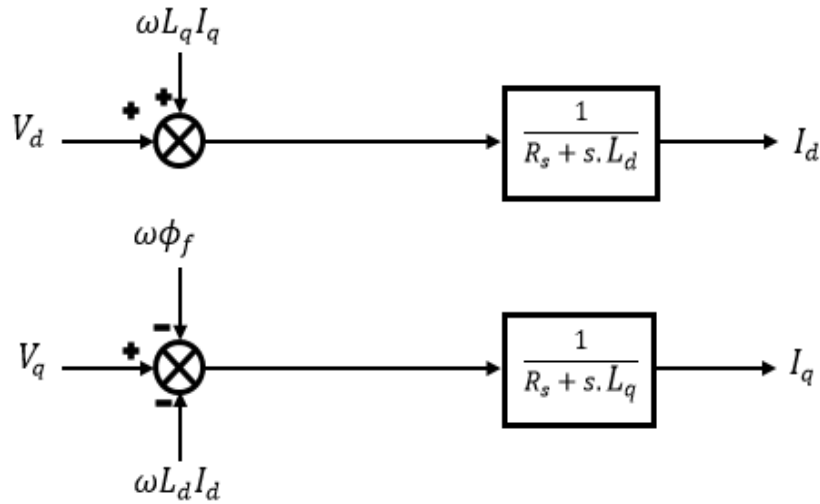 ωL_qI_q
+ +
V_d
1
R_s + s.L_d
I_d
ωϕ_f
-
+
V_q
1
R_s + s.L_q
I_q
-
ωL_dI_d